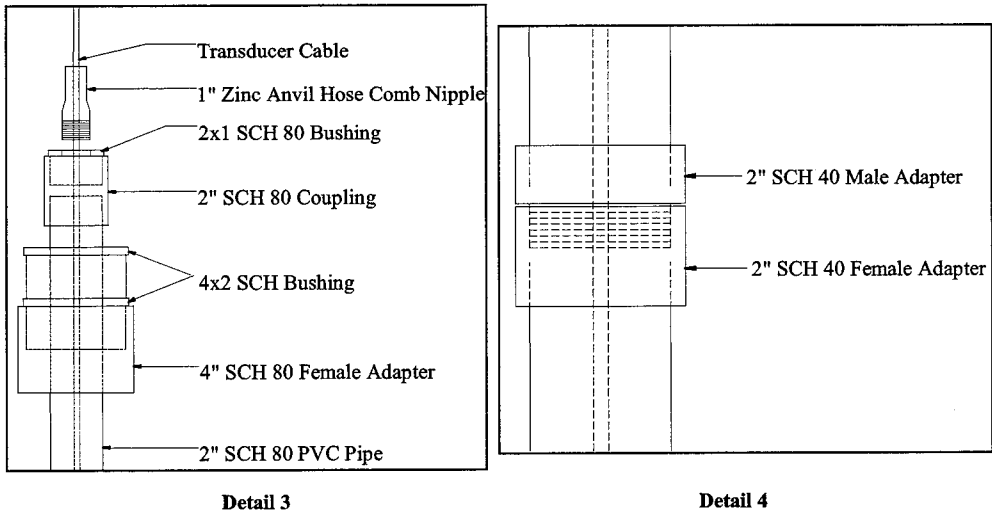 Transducer Cable
1" Zinc Anvil Hose Comb Nipple
2x1 SCH 80 Bushing
2" SCH 80 Coupling
4x2 SCH Bushing
4" SCH 80 Female Adapter
2" SCH 80 PVC Pipe
Detail 3
2" SCH 40 Male Adapter
2" SCH 40 Female Adapter
Detail 4